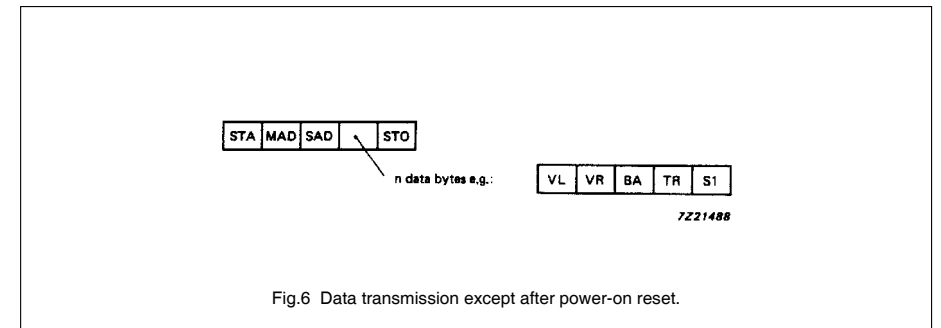 STA MAD SAD STO
n data bytes e.g.:
VL VR BA TR S1
7Z21488
Fig.6 Data transmission except after power-on reset.